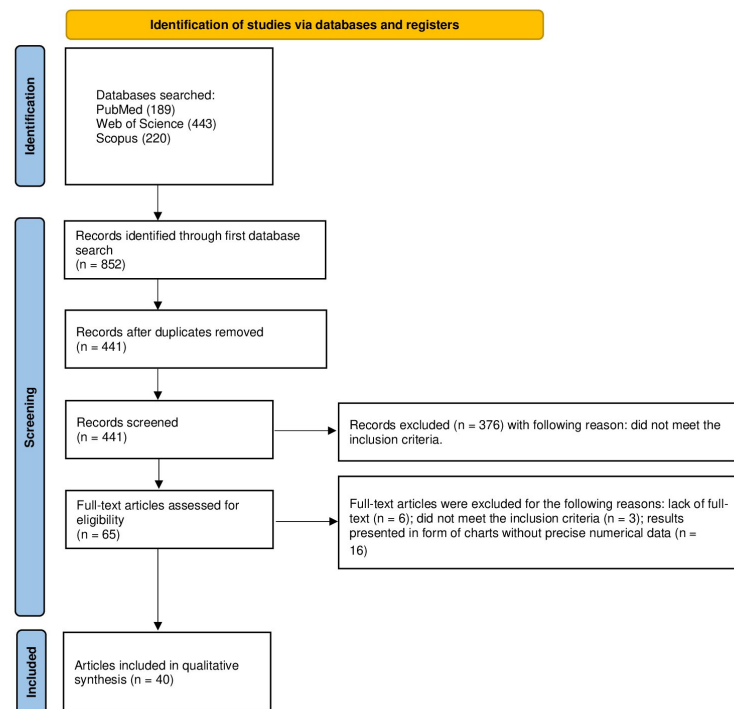 Identification of studies via databases and registers
Identification
Databases searched:
PubMed (189)
Web of Science (443)
Scopus (220)
Screening
Records identified through first database
search
(n = 852)
Records after duplicates removed
(n = 441)
Records screened
(n = 441)
Records excluded (n = 376) with following reason: did not meet the
inclusion criteria.
Full-text articles assessed for
eligibility
(n = 65)
Full-text articles were excluded for the following reasons: lack of full-
text (n = 6); did not meet the inclusion criteria (n = 3); results
presented in form of charts without precise numerical data (n =
16)
Included
Articles included in qualitative
synthesis (n = 40)